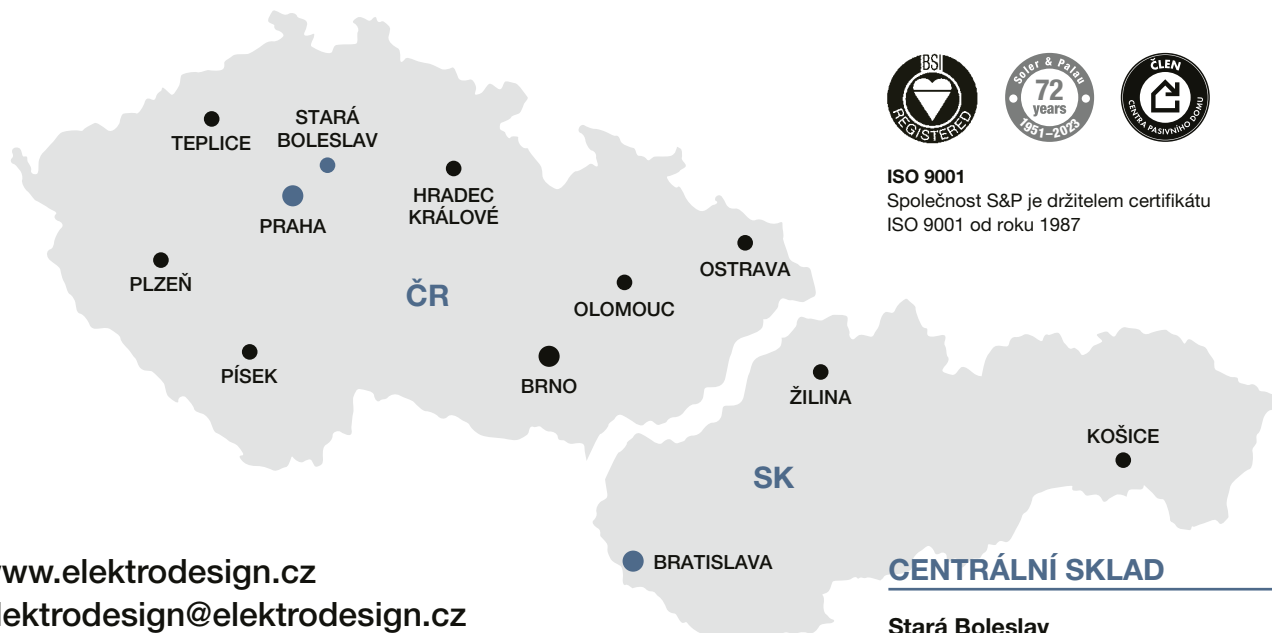 BSI
REGISTERED
Soler & Palau
72
years
1951–2023
ČLEN
CENTRA PASIVNÍHO DOMU
ISO 9001
Společnost S&P je držitelem certifikátu
ISO 9001 od roku 1987
TEPLICE
STARÁ
BOLESLAV
PRAHA
HRADEC
KRÁLOVÉ
PLZEŇ
ČR
OSTRAVA
OLOMOUC
PÍSEK
BRNO
ŽILINA
KOŠICE
SK
BRATISLAVA
www.elektrodesign.cz
lektrodesign@elektrodesign.cz
CENTRÁLNÍ SKLAD
Stará Boleslav